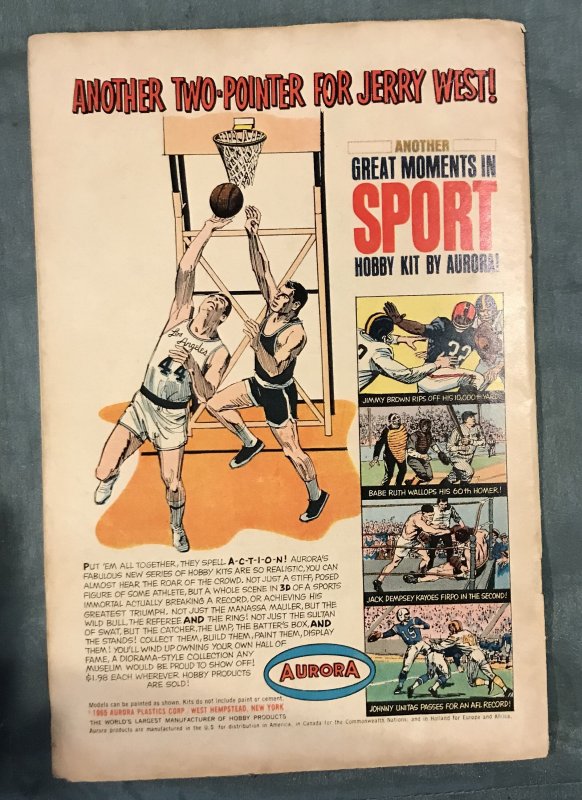 ANOTHER TWO-POINTER FOR JERRY WEST!
ANOTHER
GREAT MOMENTS IN
SPORT
HOBBY KIT BY AURORA!
Los Angeles
44
32
JIMMY BROWN RIPS OFF HIS 10,000th YARD!
BABE RUTH WALLOPS HIS 60th HOMER!
JACK DEMPSEY KAYOES FIRPO IN THE SECOND!
JOHNNY UNITAS PASSES FOR AN AFL RECORD!
PUT 'EM ALL TOGETHER, THEY SPELL A-C-T-I-O-N! AURORA'S
FABULOUS NEW SERIES OF HOBBY KITS ARE SO REALISTIC, YOU CAN
ALMOST HEAR THE ROAR OF THE CROWD. NOT JUST A STIFF, POSED
FIGURE OF SOME ATHLETE, BUT A WHOLE SCENE IN 3D OF A SPORTS
IMMORTAL ACTUALLY BREAKING A RECORD, OR ACHIEVING HIS
GREATEST TRIUMPH. NOT JUST THE MANASSA MAULER, BUT THE
WILD BULL, THE REFEREE AND THE RING! NOT JUST THE SULTAN
OF SWAT, BUT THE CATCHER, THE UMP, THE BATTER'S BOX, AND
THE STANDS! COLLECT THEM, BUILD THEM, PAINT THEM, DISPLAY
THEM! YOU'LL WIND UP OWNING YOUR OWN HALL OF
FAME, A DIORAMA-STYLE COLLECTION ANY
MUSEUM WOULD BE PROUD TO SHOW OFF!
$1.98 EACH WHEREVER HOBBY PRODUCTS
ARE SOLD!
AURORA
Models can be painted as shown. Kits do not include paint or cement.
©1965 AURORA PLASTICS CORP. WEST HEMPSTEAD, NEW YORK
THE WORLD'S LARGEST MANUFACTURER OF HOBBY PRODUCTS
Aurora products are manufactured in the U.S. for distribution in America, in Canada for the Commonwealth Nations, and in Holland for Europe and Africa.